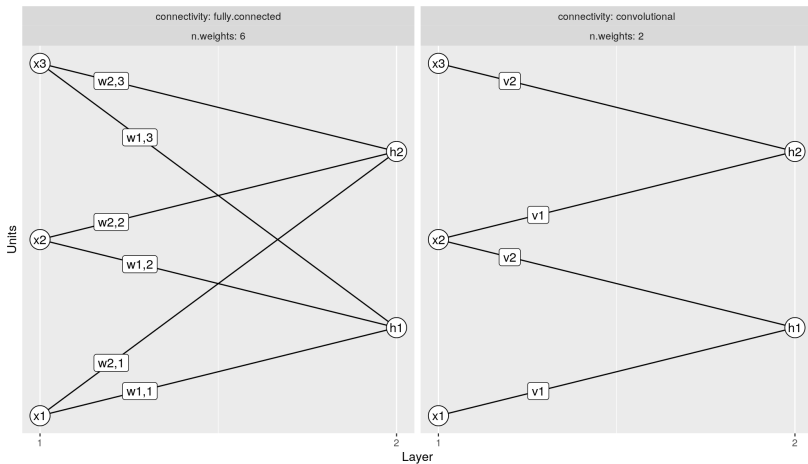 connectivity: fully.connected
n.weights: 6
x3
w2,3
w1,3
h2
w2,2
x2
w1,2
h1
w2,1
w1,1
x1
1
2
connectivity: convolutional
n.weights: 2
x3
v2
h2
v1
x2
v2
h1
v1
x1
1
2
Units
Layer